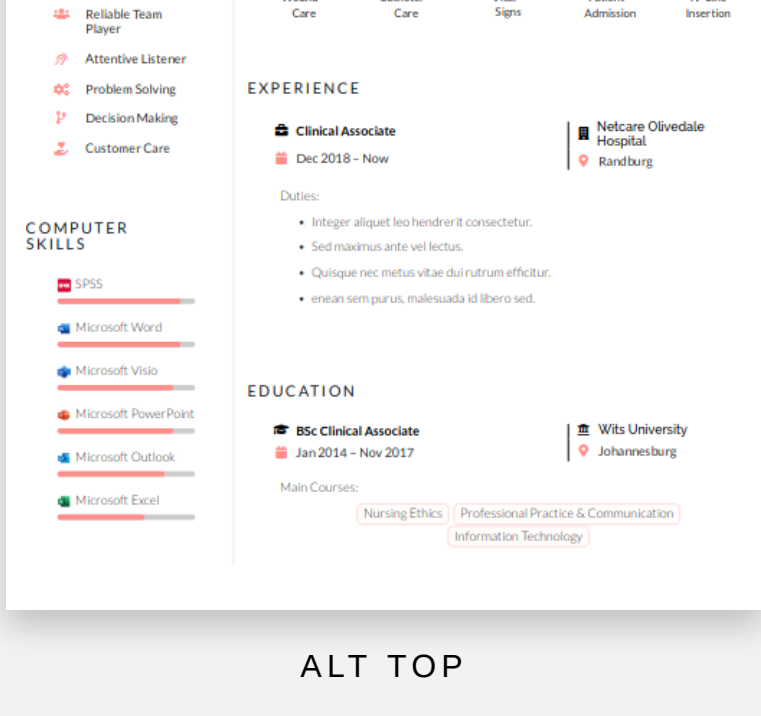 Reliable Team
Player
Attentive Listener
Problem Solving
Decision Making
Customer Care
COMPUTER
SKILLS
SPSS
Microsoft Word
Microsoft Visio
Microsoft PowerPoint
Microsoft Outlook
Microsoft Excel
Care
Care
Signs
Admission
Insertion
EXPERIENCE
Clinical Associate
Dec 2018 – Now
Netcare Olivedale
Hospital
Randburg
Duties:
• Integer aliquet leo hendrerit consectetur.
• Sed maximus ante vel lectus.
• Quisque nec metus vitae dui rutrum efficitur.
• enean sem purus, malesuada id libero sed.
EDUCATION
BSc Clinical Associate
Jan 2014 – Nov 2017
Wits University
Johannesburg
Main Courses:
Nursing Ethics Professional Practice & Communication
Information Technology
ALT TOP